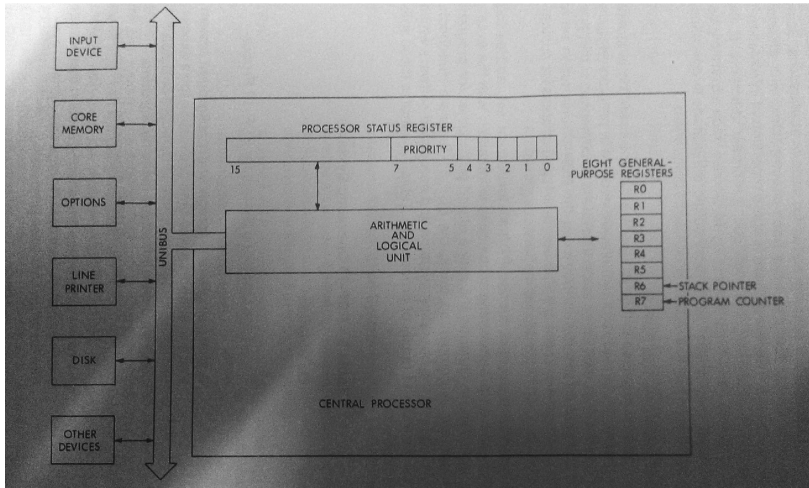 INPUT
DEVICE
CORE
MEMORY
OPTIONS
LINE
PRINTER
DISK
OTHER
DEVICES
UNIBUS
PROCESSOR STATUS REGISTER
PRIORITY
15 7 5 4 3 2 1 0
ARITHMETIC
AND
LOGICAL
UNIT
EIGHT GENERAL-
PURPOSE REGISTERS
R0
R1
R2
R3
R4
R5
R6 STACK POINTER
R7 PROGRAM COUNTER
CENTRAL PROCESSOR